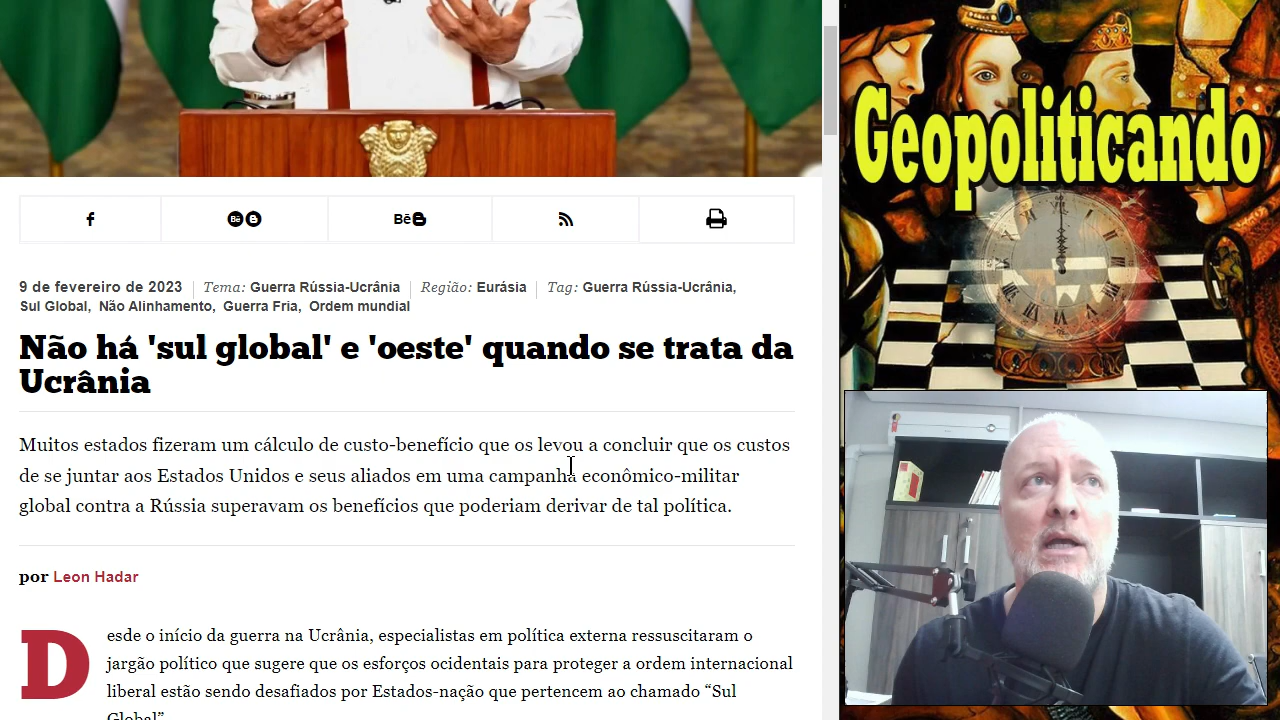 Geopoliticando
9 de fevereiro de 2023 Tema: Guerra Rússia-Ucrânia Região: Eurásia Tag: Guerra Rússia-Ucrânia,
Sul Global, Não Alinhamento, Guerra Fria, Ordem mundial
Não há 'sul global' e 'oeste' quando se trata da
Ucrânia
Muitos estados fizeram um cálculo de custo-benefício que os levou a concluir que os custos
de se juntar aos Estados Unidos e seus aliados em uma campanha econômico-militar
global contra a Rússia superavam os benefícios que poderiam derivar de tal política.
por Leon Hadar
Desde o início da guerra na Ucrânia, especialistas em política externa ressuscitaram o
jargão político que sugere que os esforços ocidentais para proteger a ordem internacional
liberal estão sendo desafiados por Estados-nação que pertencem ao chamado “Sul
Global”